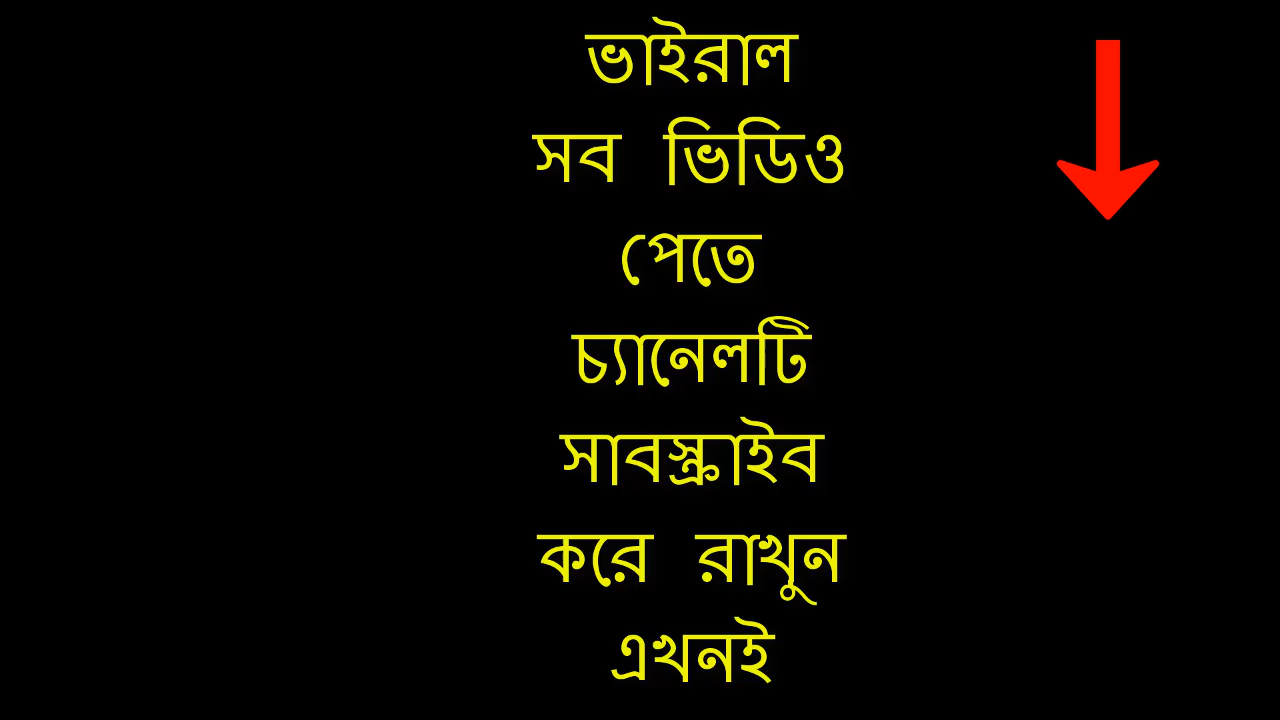 ভাইরাল
সব ভিডিও
পেতে
চ্যানেলটি
সাবস্ক্রাইব
করে রাখুন
এখনই